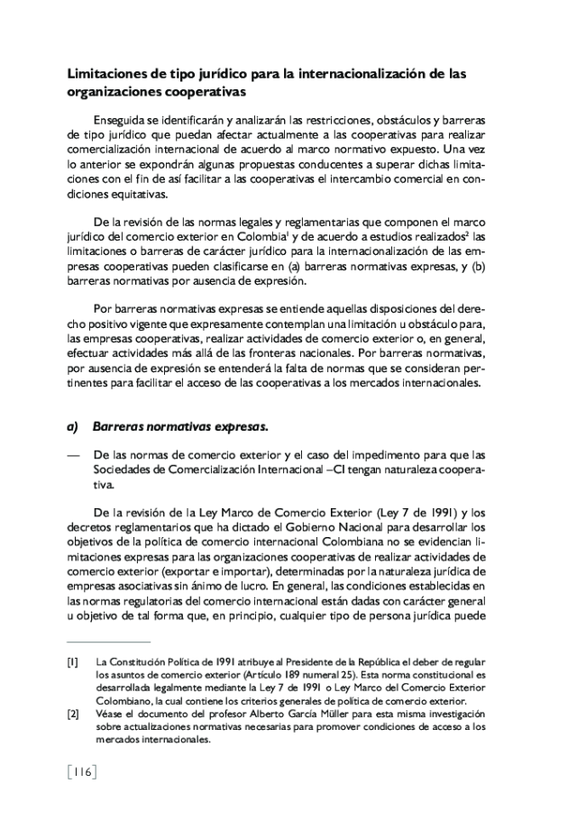 Limitaciones de tipo jurídico para la internacionalización de las
organizaciones cooperativas
Enseguida se identificarán y analizarán las restricciones, obstáculos y barreras
de tipo jurídico que puedan afectar actualmente a las cooperativas para realizar
comercialización internacional de acuerdo al marco normativo expuesto. Una vez
lo anterior se expondrán algunas propuestas conducentes a superar dichas limita-
ciones con el fin de así facilitar a las cooperativas el intercambio comercial en con-
diciones equitativas.
De la revisión de las normas legales y reglamentarias que componen el marco
jurídico del comercio exterior en Colombia¹ y de acuerdo a estudios realizados² las
limitaciones o barreras de carácter jurídico para la internacionalización de las em-
presas cooperativas pueden clasificarse en (a) barreras normativas expresas, y (b)
barreras normativas por ausencia de expresión.
Por barreras normativas expresas se entiende aquellas disposiciones del dere-
cho positivo vigente que expresamente contemplan una limitación u obstáculo para,
las empresas cooperativas, realizar actividades de comercio exterior o, en general,
efectuar actividades más allá de las fronteras nacionales. Por barreras normativas,
por ausencia de expresión se entenderá la falta de normas que se consideran per-
tinentes para facilitar el acceso de las cooperativas a los mercados internacionales.
a) Barreras normativas expresas.
— De las normas de comercio exterior y el caso del impedimento para que las
Sociedades de Comercialización Internacional –CI tengan naturaleza coopera-
tiva.
De la revisión de la Ley Marco de Comercio Exterior (Ley 7 de 1991) y los
decretos reglamentarios que ha dictado el Gobierno Nacional para desarrollar los
objetivos de la política de comercio internacional Colombiana no se evidencian li-
mitaciones expresas para las organizaciones cooperativas de realizar actividades de
comercio exterior (exportar e importar), determinadas por la naturaleza jurídica de
empresas asociativas sin ánimo de lucro. En general, las condiciones establecidas en
las normas regulatorias del comercio internacional están dadas con carácter general
u objetivo de tal forma que, en principio, cualquier tipo de persona jurídica puede
[1] La Constitución Política de 1991 atribuye al Presidente de la República el deber de regular
los asuntos de comercio exterior (Artículo 189 numeral 25). Esta norma constitucional es
desarrollada legalmente mediante la Ley 7 de 1991 o Ley Marco del Comercio Exterior
Colombiano, la cual contiene los criterios generales de política de comercio exterior.
[2] Véase el documento del profesor Alberto García Müller para esta misma investigación
sobre actualizaciones normativas necesarias para promover condiciones de acceso a los
mercados internacionales.
[116]